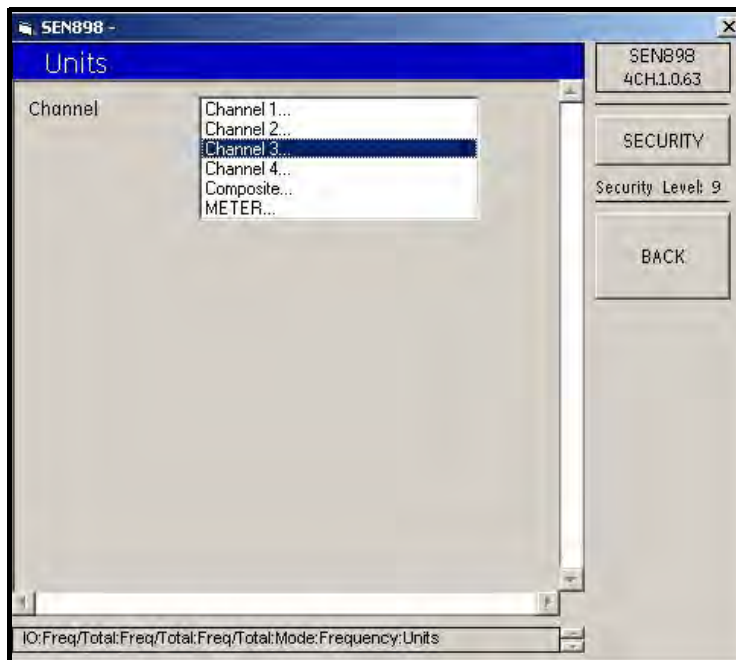 SEN898 -
Units
Channel
Channel 1...
Channel 2...
Channel 3...
Channel 4...
Composite...
METER...
SEN898
4CH.1.0.63
SECURITY
Security Level: 9
BACK
IO:Freq/Total:Freq/Total:Freq/Total:Mode:Frequency:Units